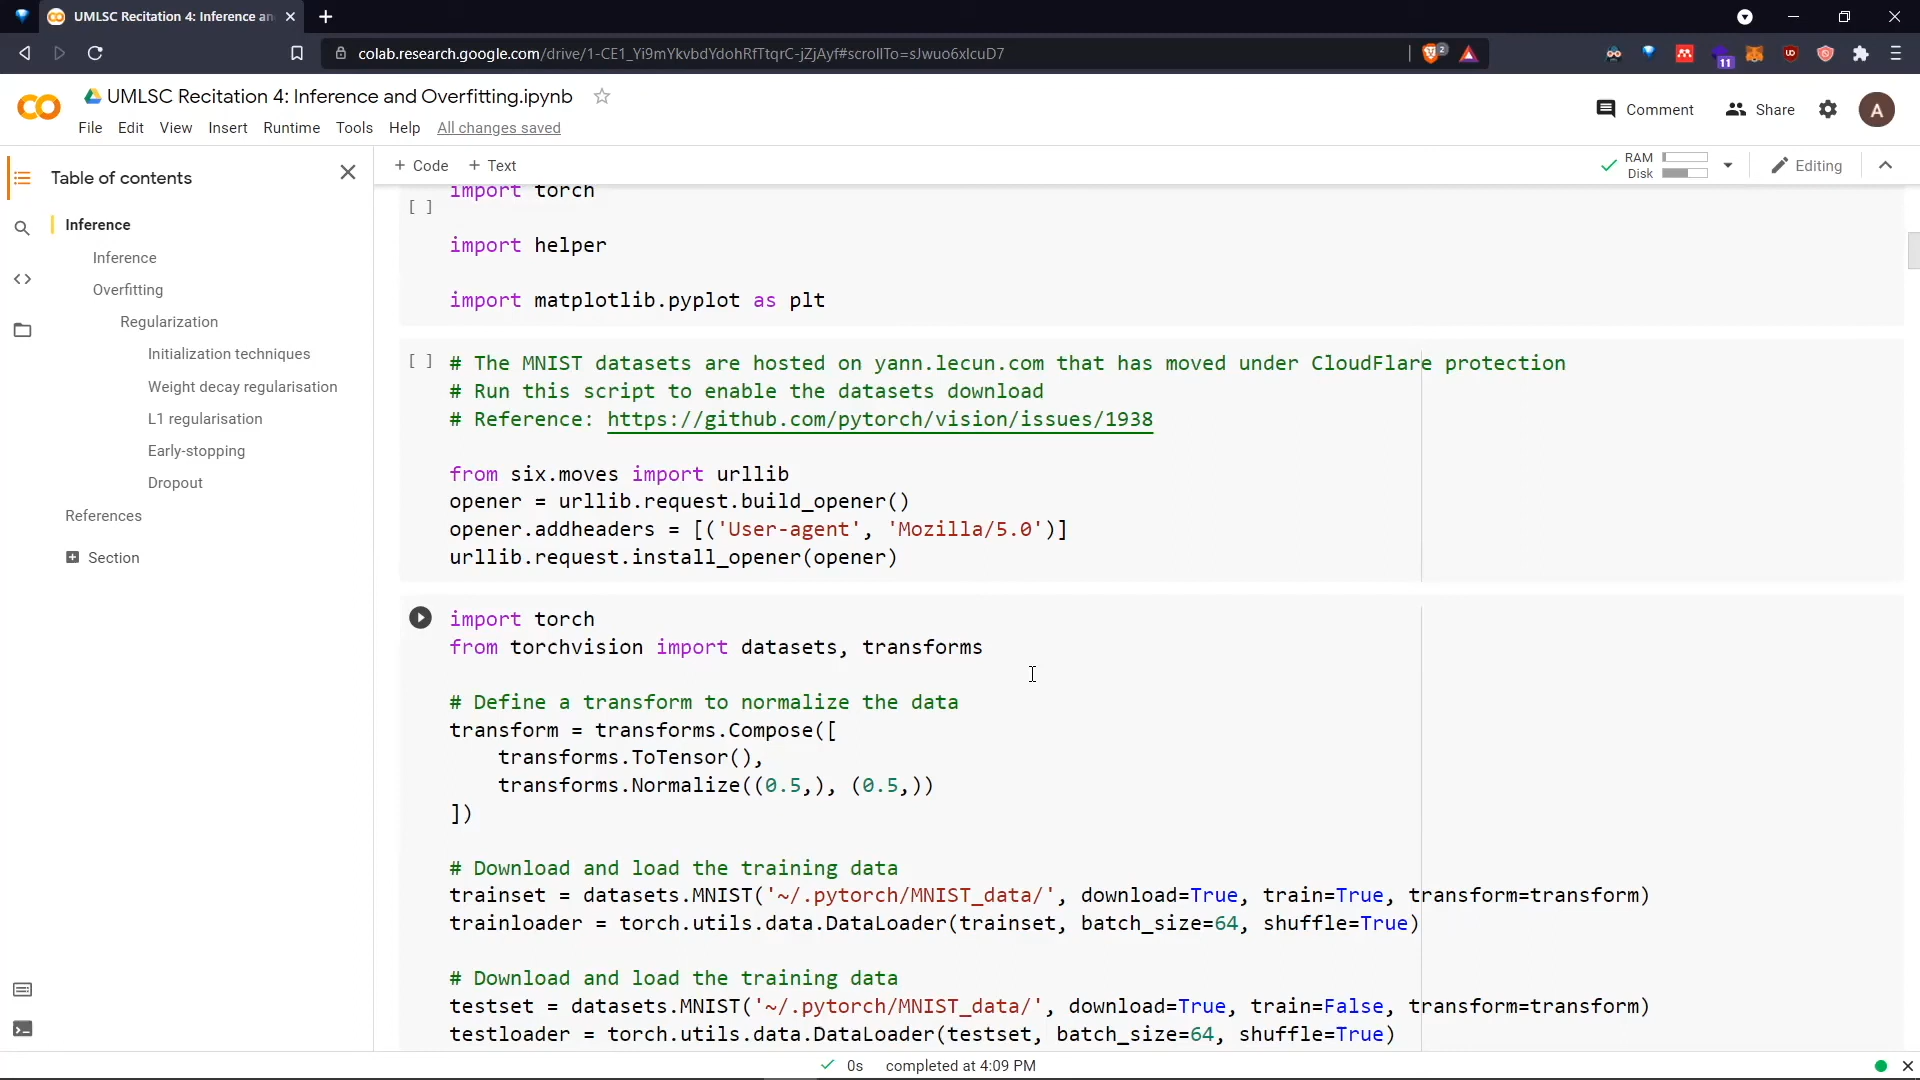 UMLSC Recitation 4: Inference an
colab.research.google.com/drive/1-CE1_Yi9mYkvbdYdohRfTtqrC-jZjAyf#scrollTo=sJwuo6xlcuD7
2
11
UMLSC Recitation 4: Inference and Overfitting.ipynb
Comment
Share
A
File Edit View Insert Runtime Tools Help All changes saved
Table of contents
+ Code + Text
RAM
Disk
Editing
Inference
Inference
Overfitting
Regularization
Initialization techniques
Weight decay regularisation
L1 regularisation
Early-stopping
Dropout
References
Section
import torch
[ ]
import helper
import matplotlib.pyplot as plt
[ ] # The MNIST datasets are hosted on yann.lecun.com that has moved under CloudFlare protection
# Run this script to enable the datasets download
# Reference: https://github.com/pytorch/vision/issues/1938
from six.moves import urllib
opener = urllib.request.build_opener()
opener.addheaders = [('User-agent', 'Mozilla/5.0')]
urllib.request.install_opener(opener)
import torch
from torchvision import datasets, transforms
# Define a transform to normalize the data
transform = transforms.Compose([
transforms.ToTensor(),
transforms.Normalize((0.5,), (0.5,))
])
# Download and load the training data
trainset = datasets.MNIST('~/.pytorch/MNIST_data/', download=True, train=True, transform=transform)
trainloader = torch.utils.data.DataLoader(trainset, batch_size=64, shuffle=True)
# Download and load the training data
testset = datasets.MNIST('~/.pytorch/MNIST_data/', download=True, train=False, transform=transform)
testloader = torch.utils.data.DataLoader(testset, batch_size=64, shuffle=True)
0s completed at 4:09 PM